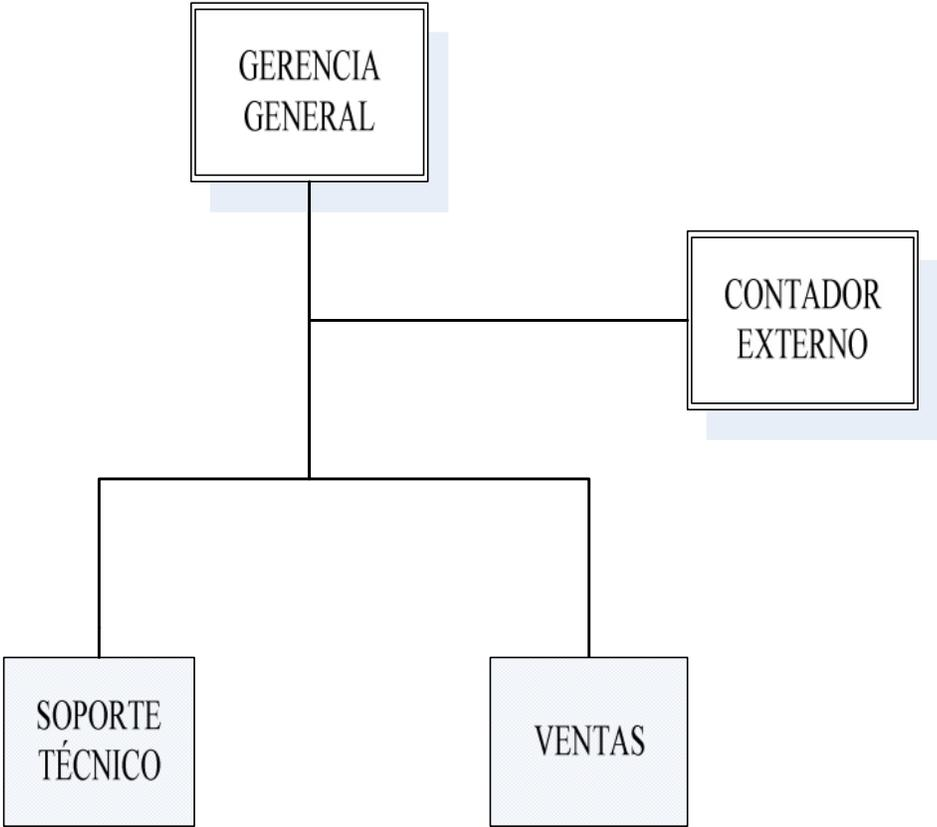 GERENCIA
GENERAL
CONTADOR
EXTERNO
SOPORTE
TÉCNICO
VENTAS